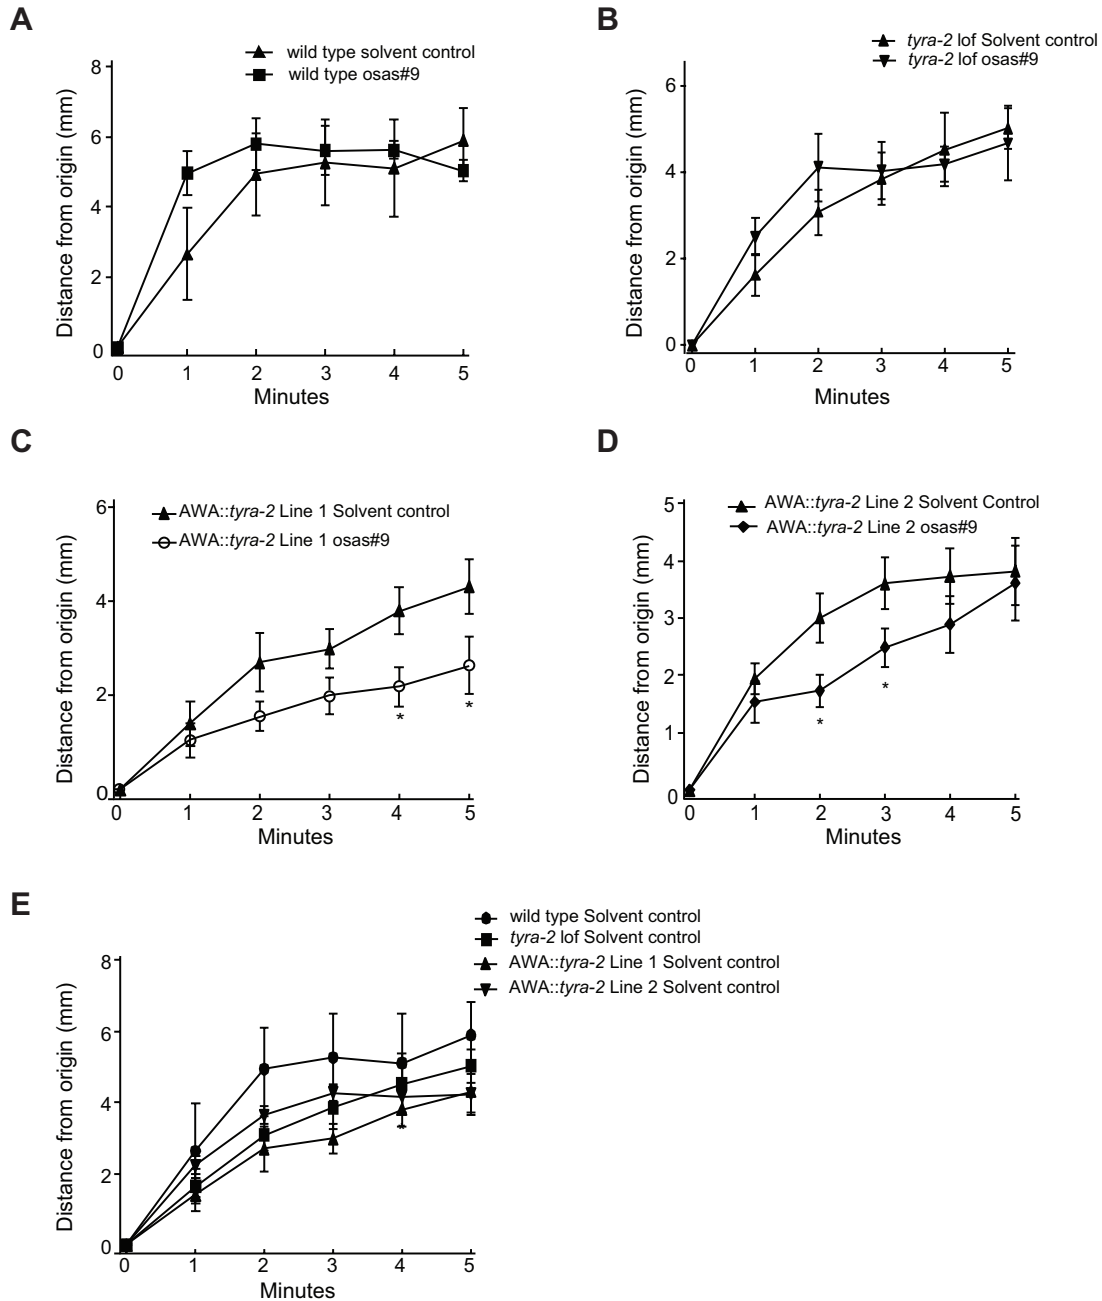 A
wild type solvent control
wild type osas#9
Distance from origin (mm)
8
6
4
2
0
0 1 2 3 4 5
Minutes
B
tyra-2 lof Solvent control
tyra-2 lof osas#9
Distance from origin (mm)
6
4
2
0
0 1 2 3 4 5
Minutes
C
AWA::tyra-2 Line 1 Solvent control
AWA::tyra-2 Line 1 osas#9
Distance from origin (mm)
6
4
2
0
* *
0 1 2 3 4 5
Minutes
D
AWA::tyra-2 Line 2 Solvent Control
AWA::tyra-2 Line 2 osas#9
Distance from origin (mm)
5
4
3
2
1
0
* *
0 1 2 3 4 5
Minutes
E
wild type Solvent control
tyra-2 lof Solvent control
AWA::tyra-2 Line 1 Solvent control
AWA::tyra-2 Line 2 Solvent control
Distance from origin (mm)
8
6
4
2
0
0 1 2 3 4 5
Minutes